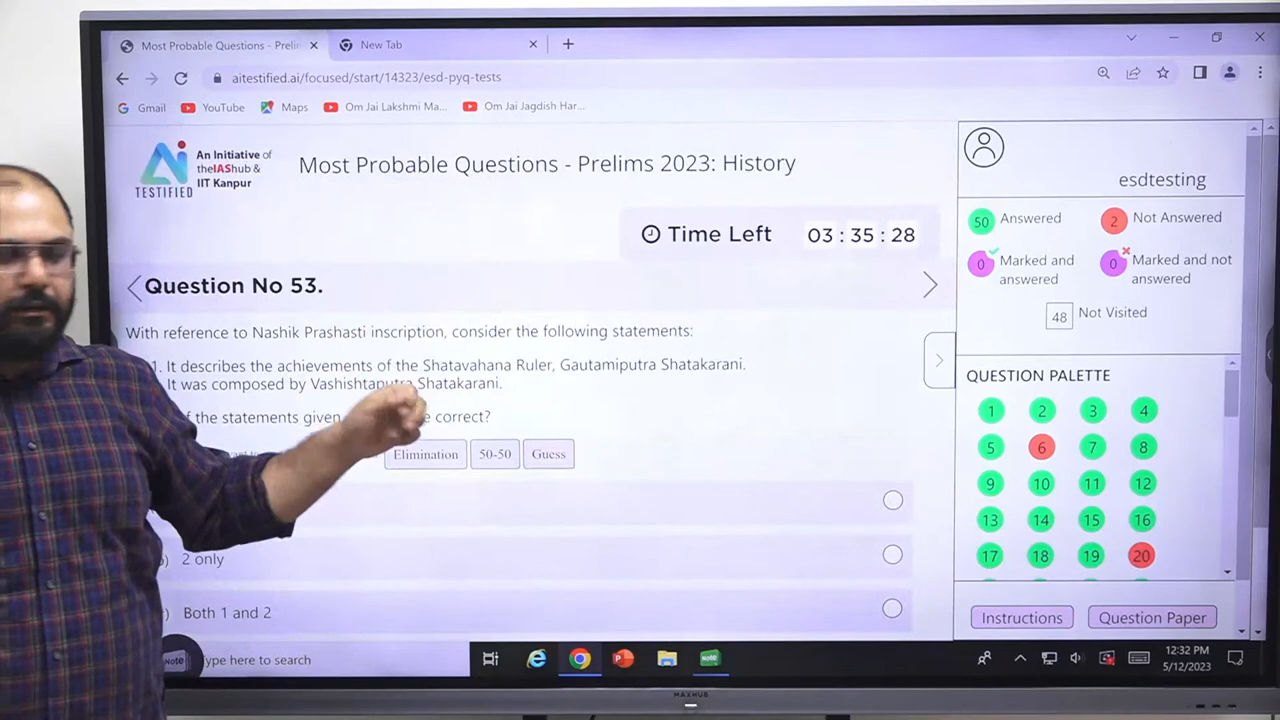 Most Probable Questions - Prelin
New Tab
aitestified.ai/focused/start/14323/esd-pyq-tests
Gmail
YouTube
Maps
Om Jai Lakshmi Ma...
Om Jai Jagdish Har...
TESTIFIED
An Initiative of
theIAShub &
IIT Kanpur
Most Probable Questions - Prelims 2023: History
Time Left 03 : 35 : 28
Question No 53.
With reference to Nashik Prashasti inscription, consider the following statements:
1. It describes the achievements of the Shatavahana Ruler, Gautamiputra Shatakarani.
It was composed by Vashishtaputra Shatakarani.
f the statements given e correct?
Elimination 50-50 Guess
) 2 only
) Both 1 and 2
esdtesting
50 Answered
2 Not Answered
0 Marked and
answered
0 Marked and not
answered
48 Not Visited
QUESTION PALETTE
1 2 3 4
5 6 7 8
9 10 11 12
13 14 15 16
17 18 19 20
Instructions Question Paper
Note
ype here to search
Note
12:32 PM
5/12/2023
MAXHUB